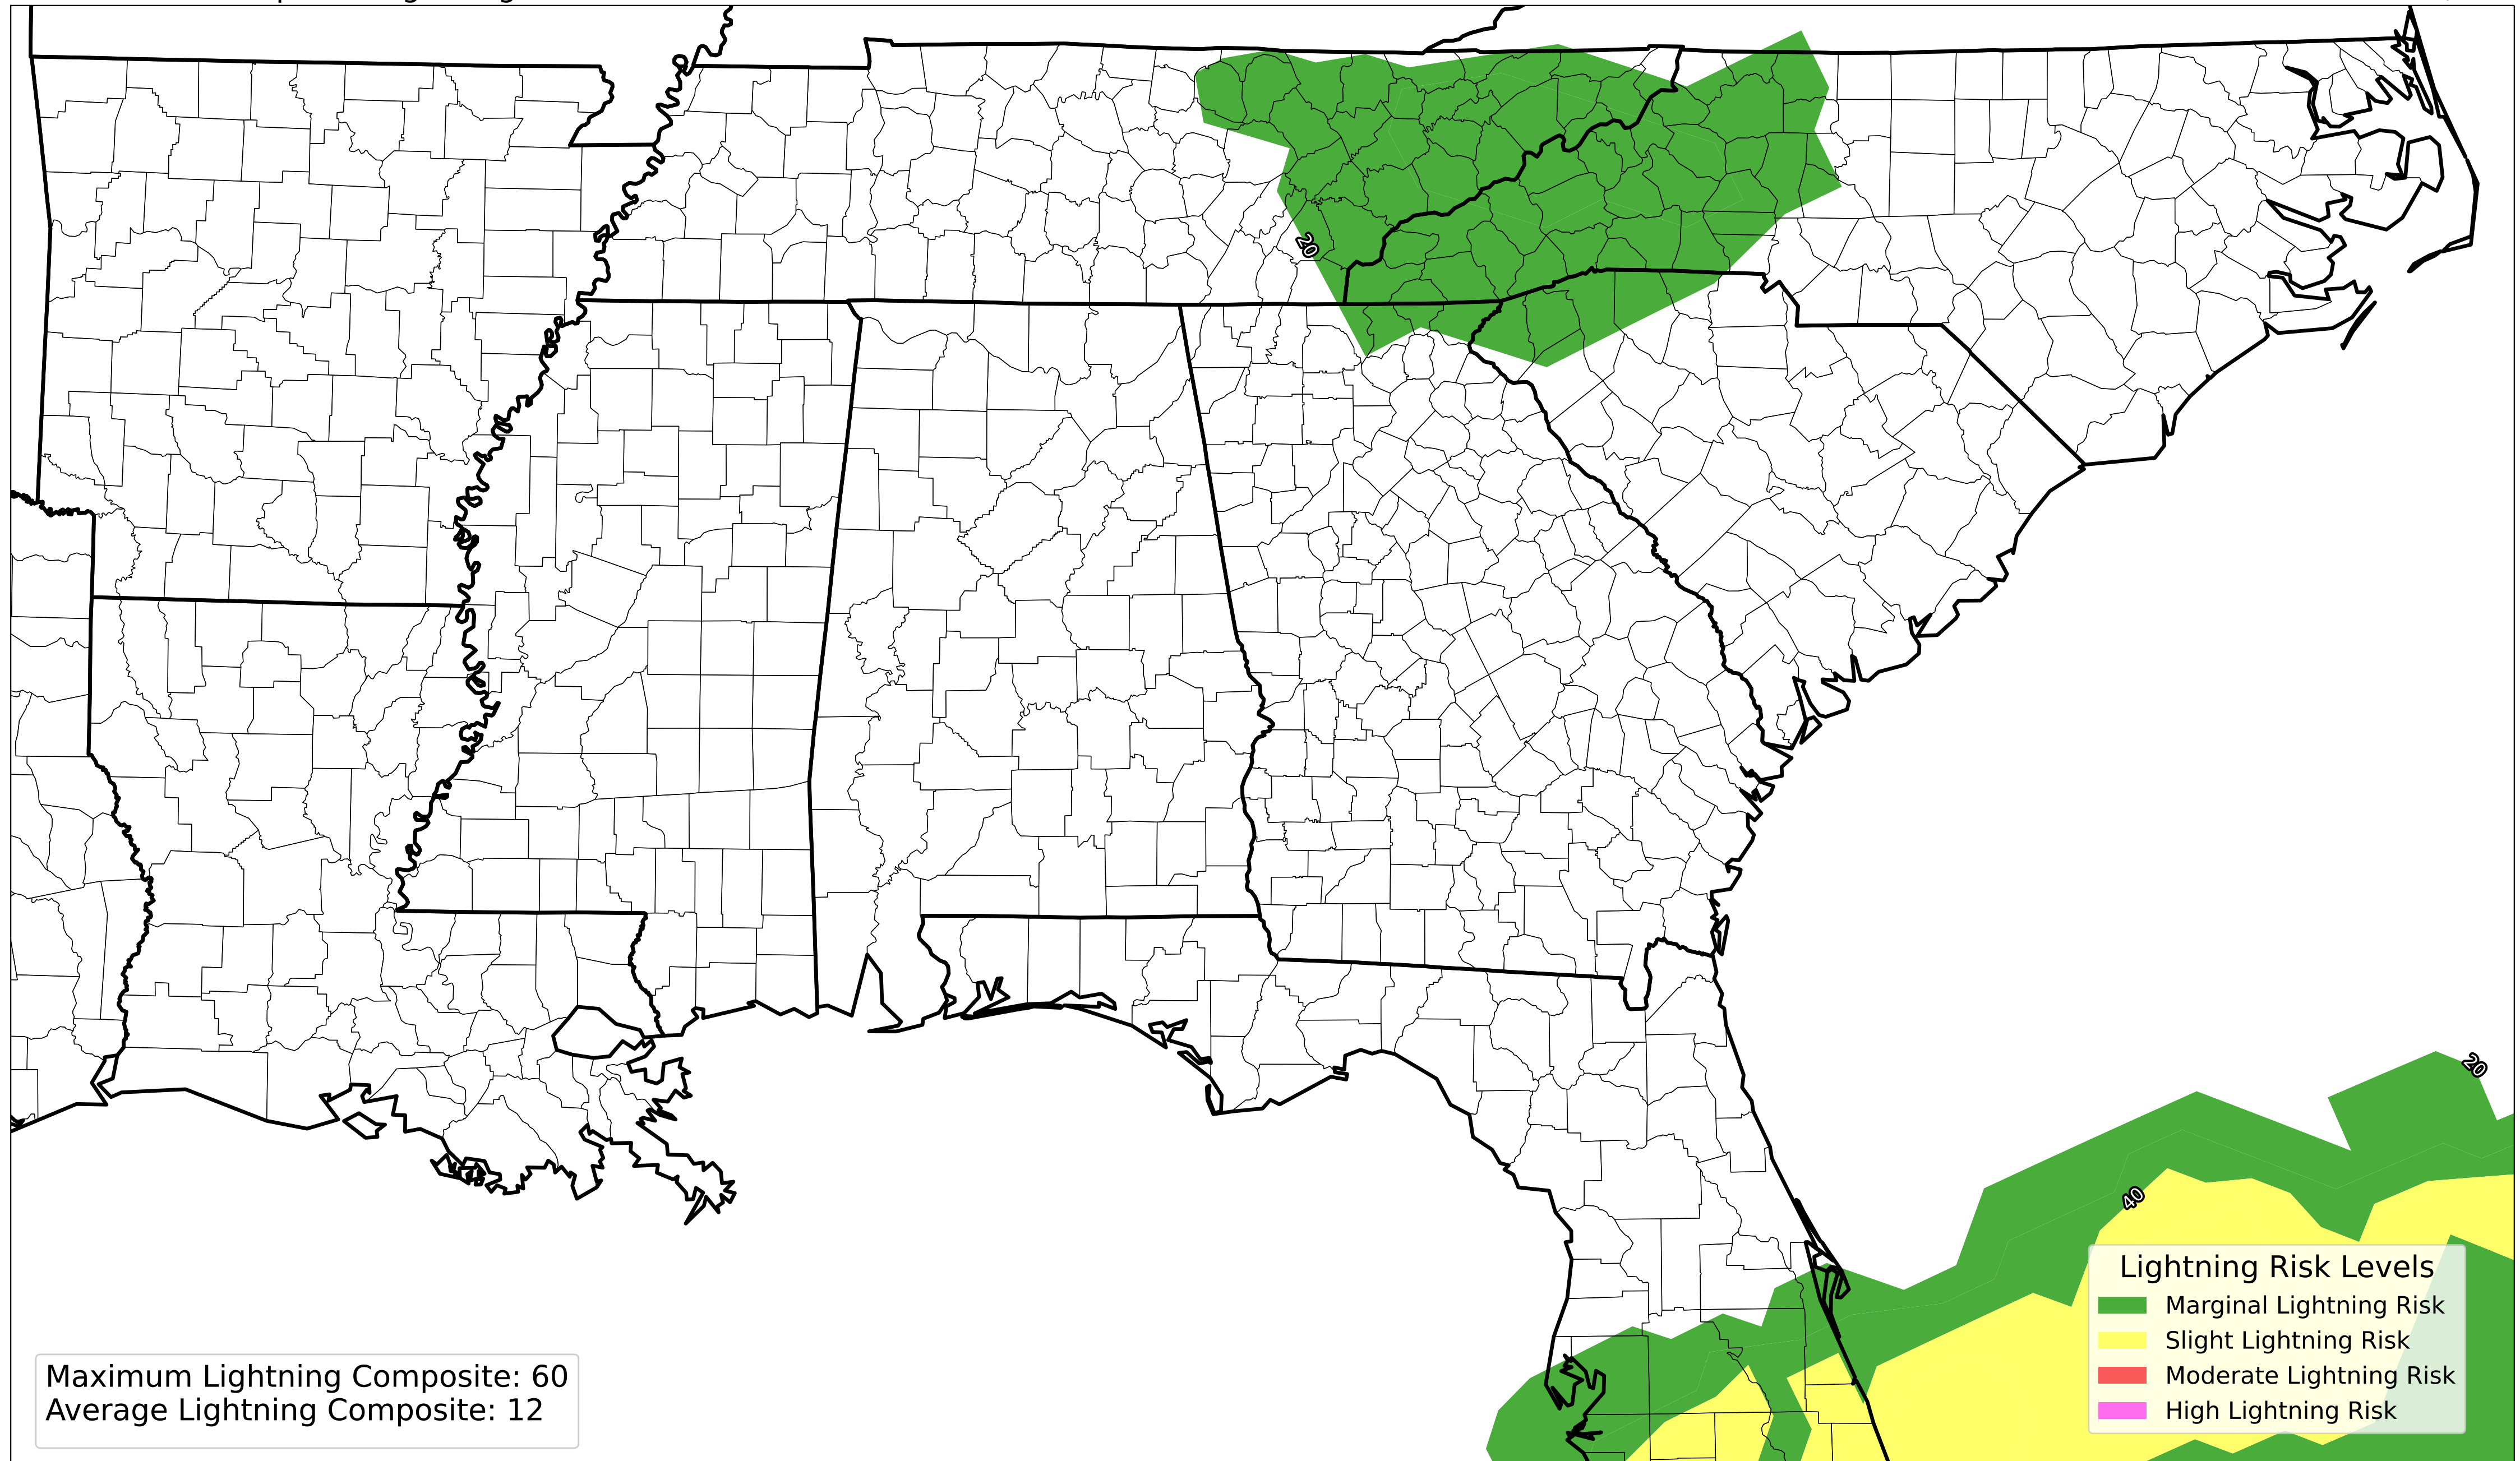 20
20
40
Lightning Risk Levels
Marginal Lightning Risk
Slight Lightning Risk
Moderate Lightning Risk
High Lightning Risk
Maximum Lightning Composite: 60
Average Lightning Composite: 12